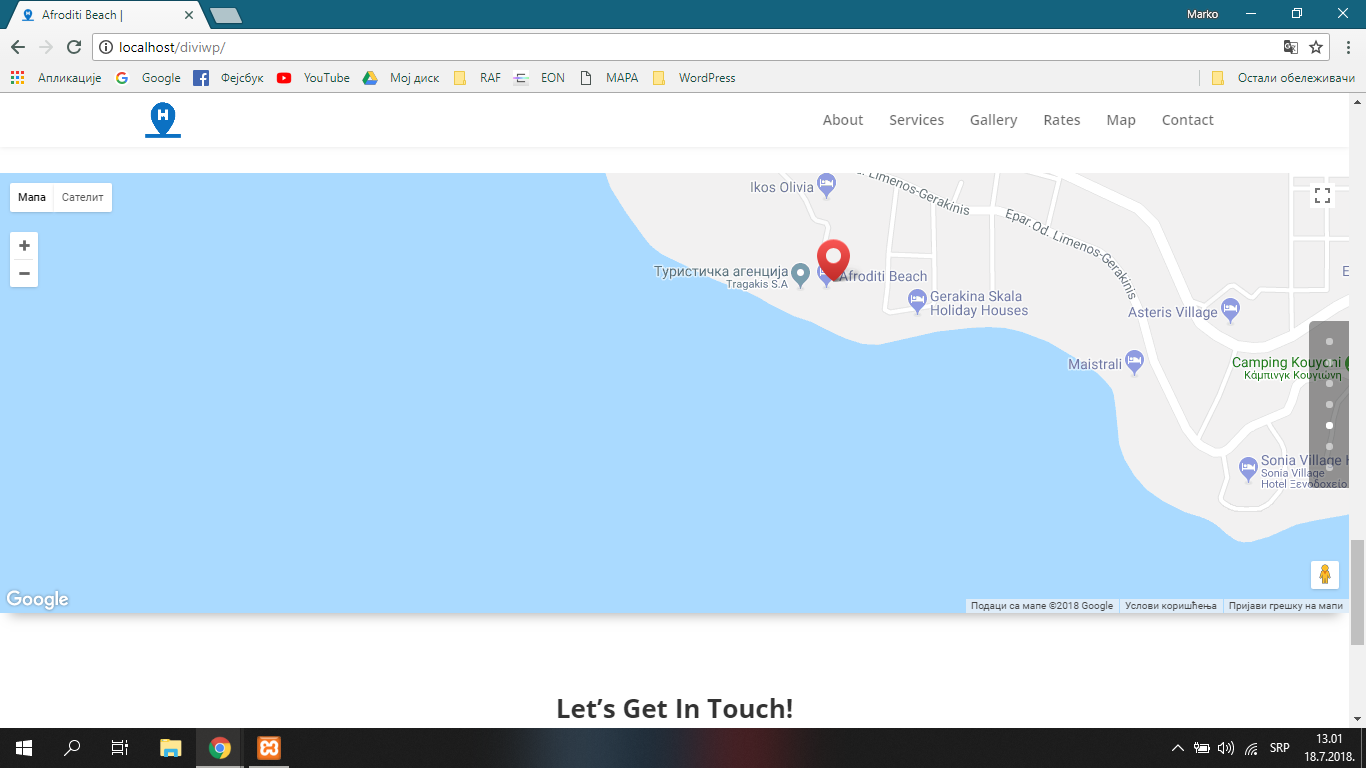 Afroditi Beach |
Marko
localhost/diviwp/
Апликације
Google
Фејсбук
YouTube
Мој диск
RAF
EON
МАРА
WordPress
Остали обележивачи
H
About
Services
Gallery
Rates
Map
Contact
Мапа
Сателит
Ikos Olivia
Limenos-Gerakinis
Epar.Od. Limenos-Gerakinis
Туристичка агенција
Tragakis S.A
Afroditi Beach
Gerakina Skala
Holiday Houses
Asteris Village
Maistrali
Camping Kouyoni
Κάμπινγκ Κουγιώνη
Sonia Village
Sonia Village
Hotel Ξενοδοχείο
+
−
Google
Подаци са мапе ©2018 Google
Услови коришћења
Пријави грешку на мапи
Let’s Get In Touch!
SRP
13.01
18.7.2018.